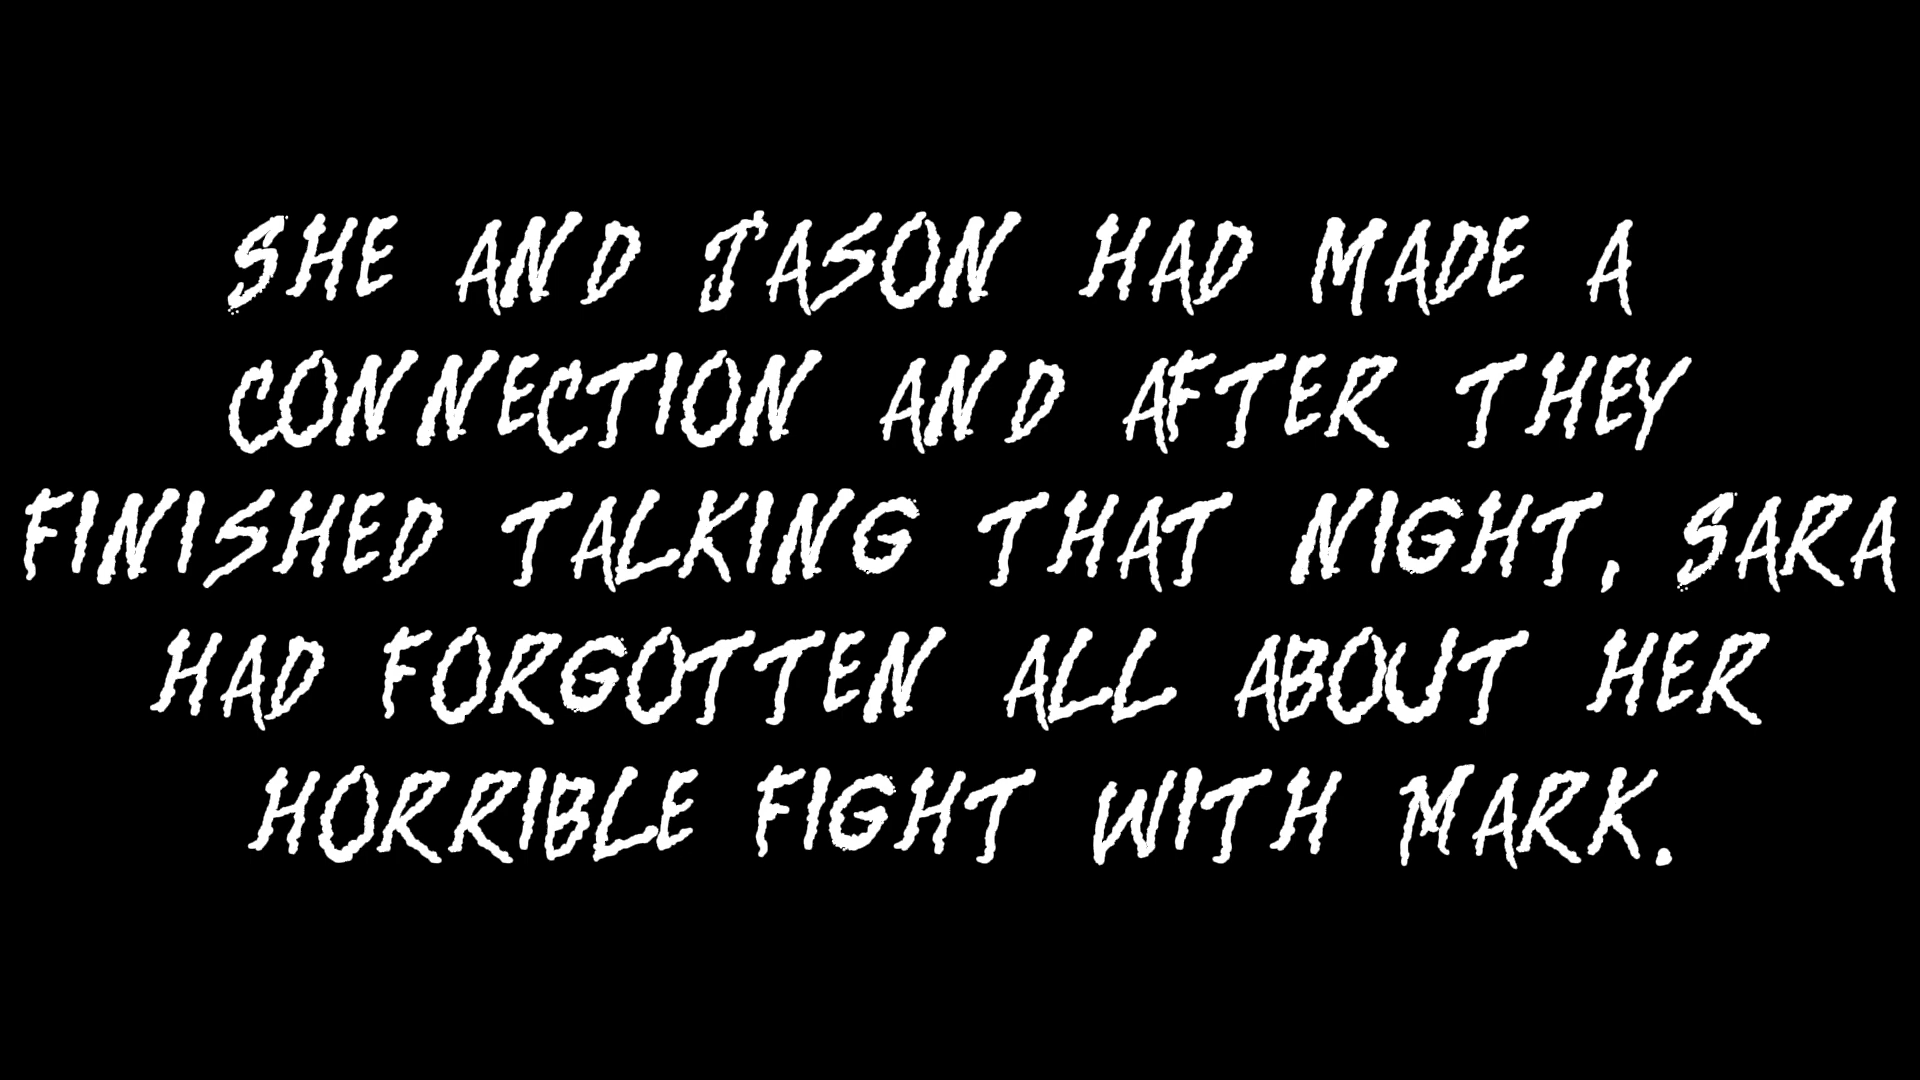 SHE AND JASON HAD MADE A
CONNECTION AND AFTER THEY
FINISHED TALKING THAT NIGHT, SARA
HAD FORGOTTEN ALL ABOUT HER
HORRIBLE FIGHT WITH MARK.